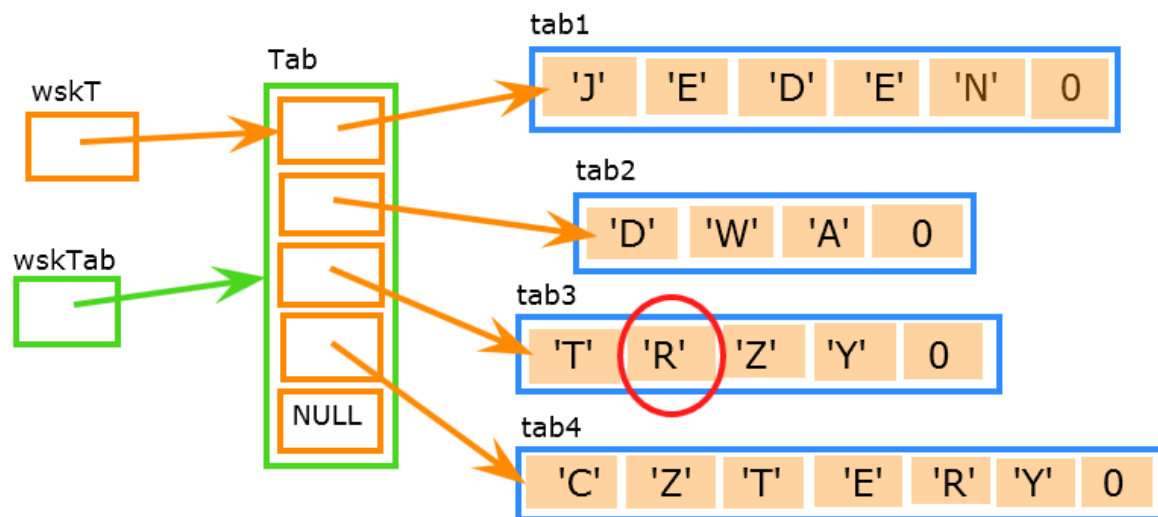 tab1
Tab
'J' 'E' 'D' 'E' 'N' 0
wskT
tab2
'D' 'W' 'A' 0
wskTab
tab3
'T' 'R' 'Z' 'Y' 0
NULL
tab4
'C' 'Z' 'T' 'E' 'R' 'Y' 0